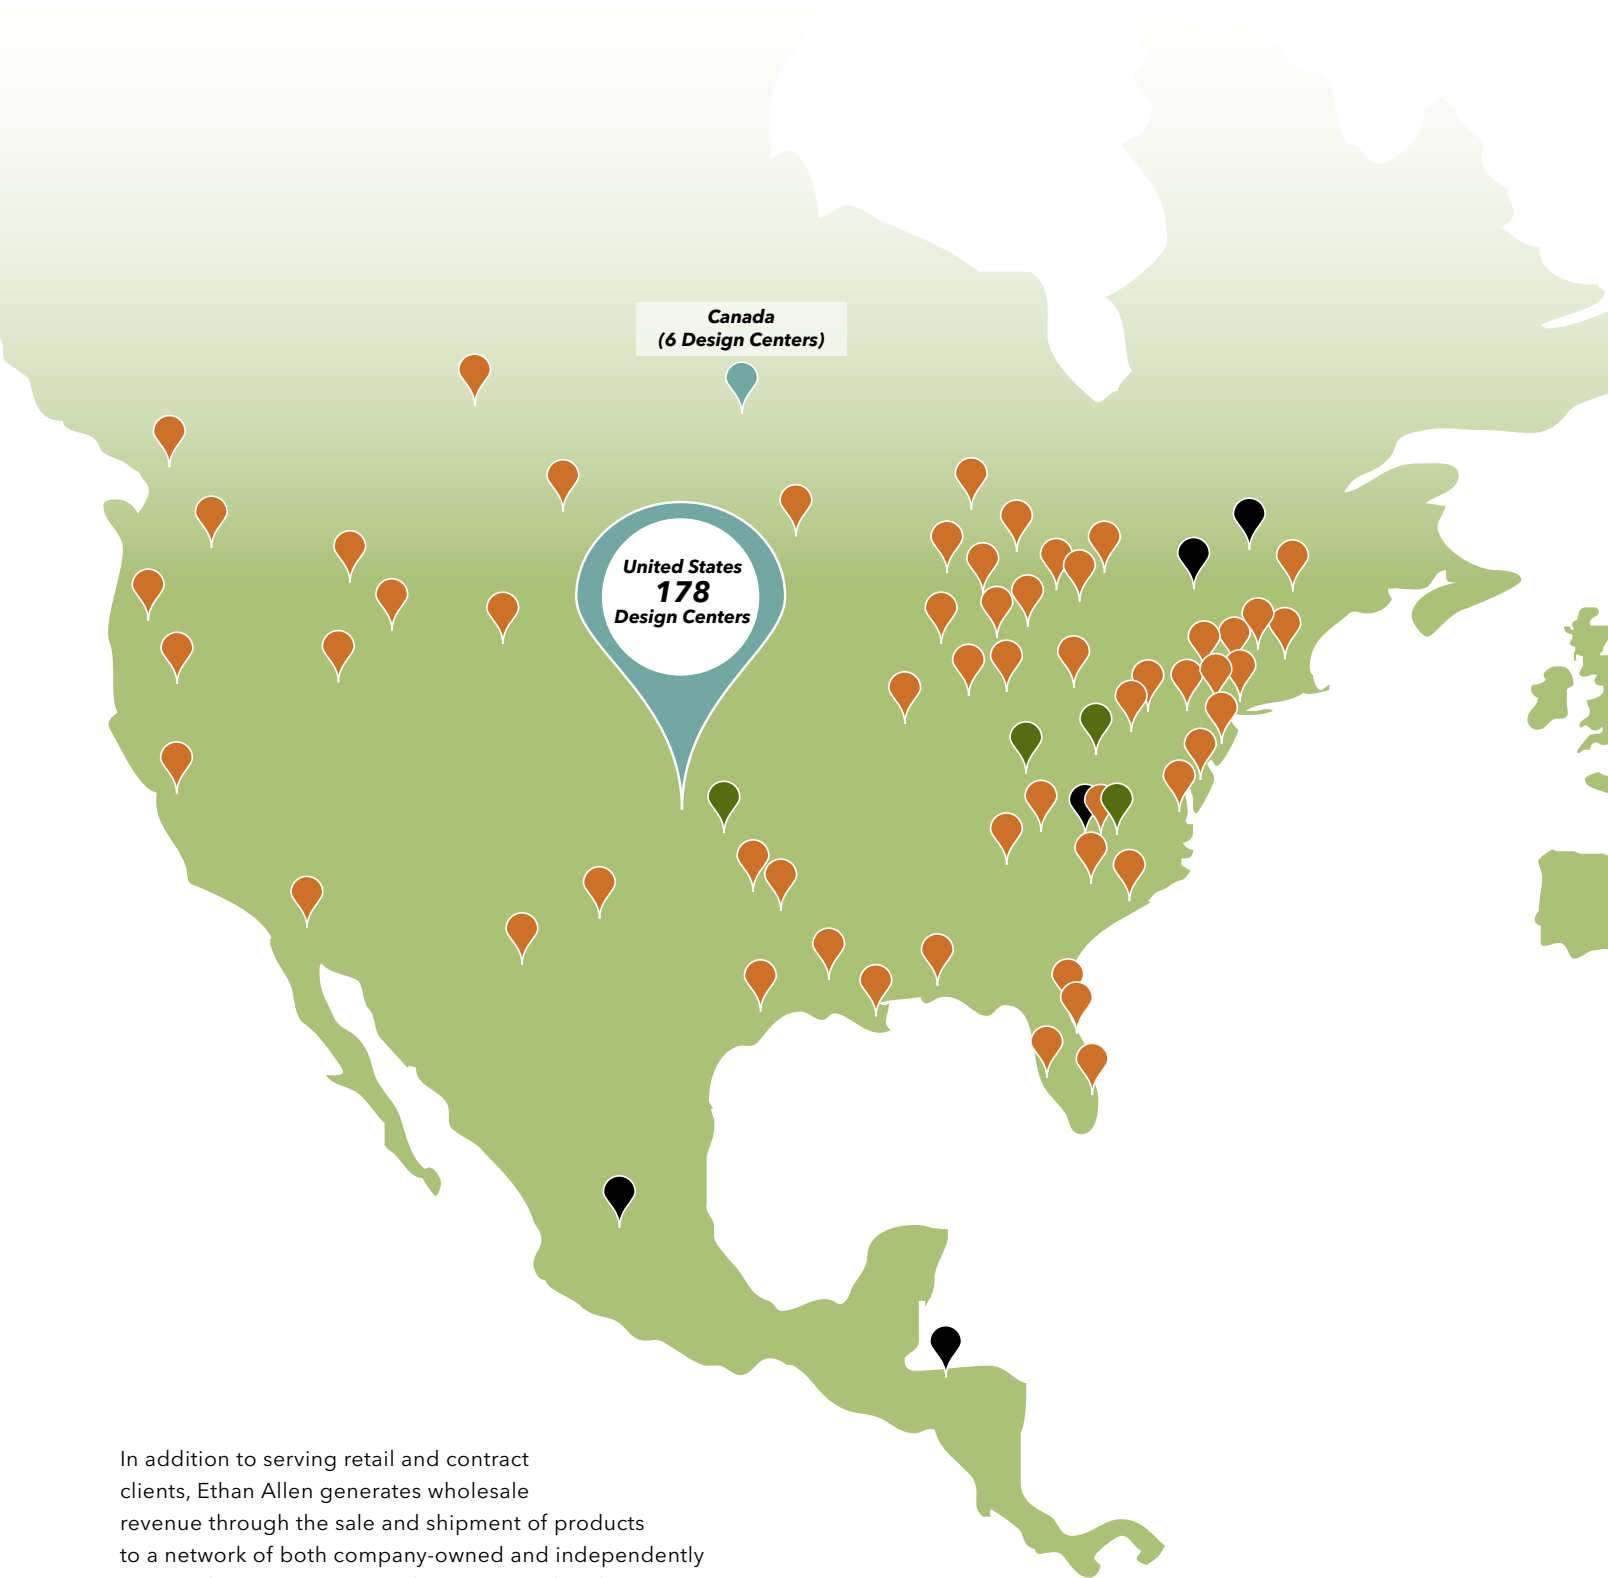 Canada
(6 Design Centers)
United States
178
Design Centers
In addition to serving retail and contract
clients, Ethan Allen generates wholesale
revenue through the sale and shipment of products
to a network of both company-owned and independently